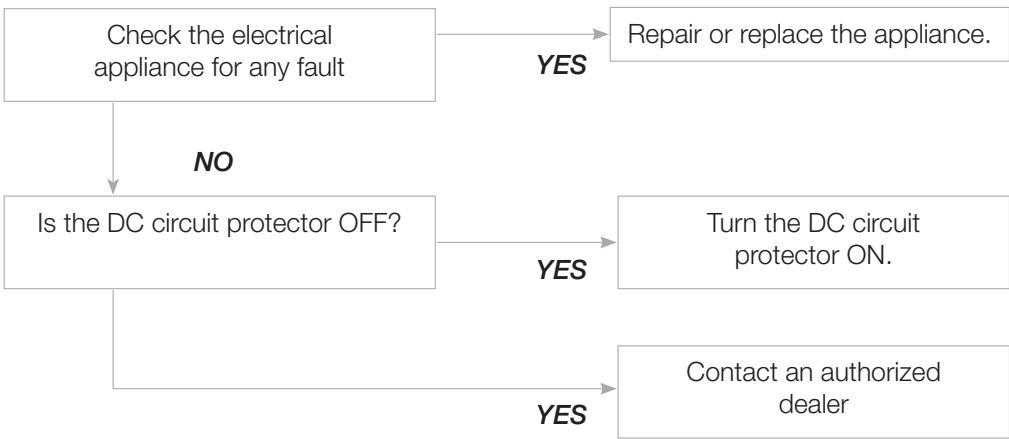 Check the electrical
appliance for any fault
YES
Repair or replace the appliance.
NO
Is the DC circuit protector OFF?
YES
Turn the DC circuit
protector ON.
YES
Contact an authorized
dealer